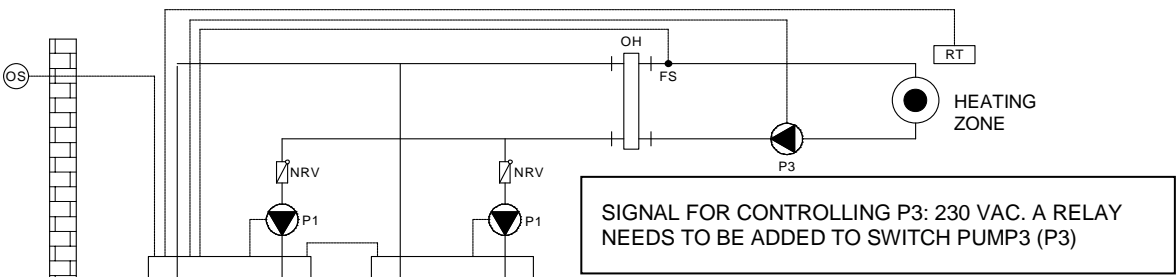 OH
RT
OS
FS
HEATING
ZONE
P3
NRV
NRV
P1
P1
SIGNAL FOR CONTROLLING P3: 230 VAC. A RELAY
NEEDS TO BE ADDED TO SWITCH PUMP3 (P3)